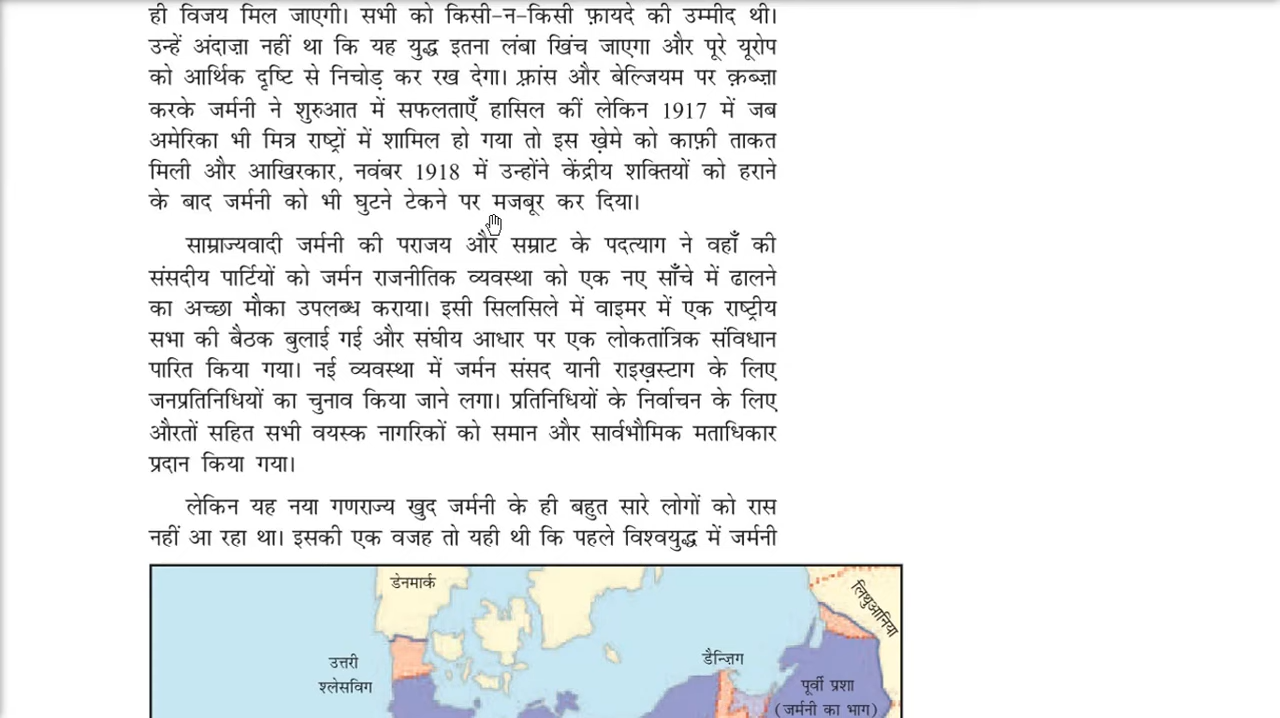 ही विजय मिल जाएगी। सभी को किसी-न-किसी फ़ायदे की उम्मीद थी।
उन्हें अंदाज़ा नहीं था कि यह युद्ध इतना लंबा खिंच जाएगा और पूरे यूरोप
को आर्थिक दृष्टि से निचोड़ कर रख देगा। फ़्रांस और बेल्जियम पर क़ब्ज़ा
करके जर्मनी ने शुरुआत में सफलताएँ हासिल कीं लेकिन 1917 में जब
अमेरिका भी मित्र राष्ट्रों में शामिल हो गया तो इस ख़ेमे को काफ़ी ताकत
मिली और आखिरकार, नवंबर 1918 में उन्होंने केंद्रीय शक्तियों को हराने
के बाद जर्मनी को भी घुटने टेकने पर मजबूर कर दिया।
साम्राज्यवादी जर्मनी की पराजय और सम्राट के पदत्याग ने वहाँ की
संसदीय पार्टियों को जर्मन राजनीतिक व्यवस्था को एक नए साँचे में ढालने
का अच्छा मौका उपलब्ध कराया। इसी सिलसिले में वाइमर में एक राष्ट्रीय
सभा की बैठक बुलाई गई और संघीय आधार पर एक लोकतांत्रिक संविधान
पारित किया गया। नई व्यवस्था में जर्मन संसद यानी राइख़स्टाग के लिए
जनप्रतिनिधियों का चुनाव किया जाने लगा। प्रतिनिधियों के निर्वाचन के लिए
औरतों सहित सभी वयस्क नागरिकों को समान और सार्वभौमिक मताधिकार
प्रदान किया गया।
लेकिन यह नया गणराज्य खुद जर्मनी के ही बहुत सारे लोगों को रास
नहीं आ रहा था। इसकी एक वजह तो यही थी कि पहले विश्वयुद्ध में जर्मनी
डेनमार्क
लिथुआनिया
उत्तरी
श्लेसविग
डैन्ज़िग
पूर्वी प्रशा
(जर्मनी का भाग)